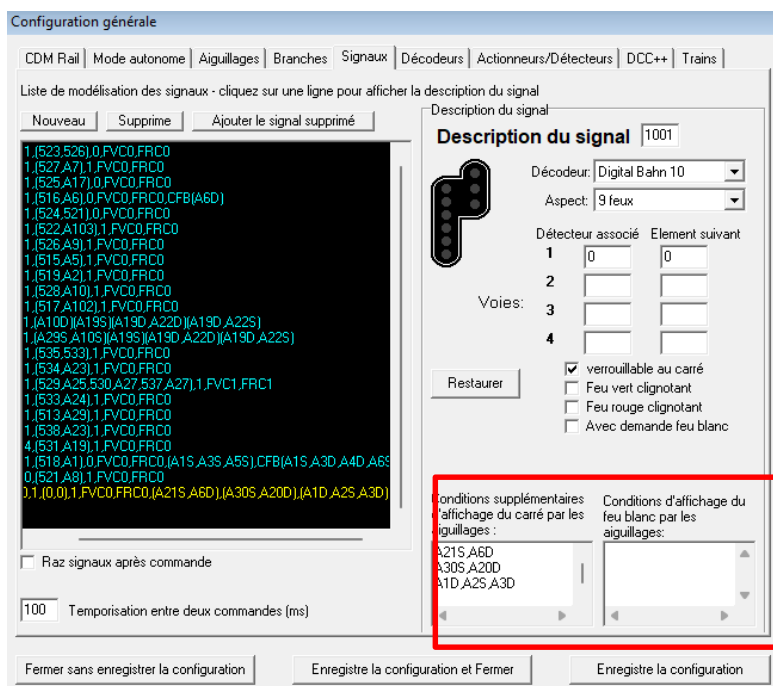 Configuration générale
CDM Rail Mode autonome Aiguillages Branches Signaux Décodeurs Actionneurs/Détecteurs DCC++ Trains
Liste de modélisation des signaux - cliquez sur une ligne pour afficher la description du signal
Nouveau Supprime Ajouter le signal supprimé
1,(523,526),0,FVC0,FRC0
1,(527,A7),1,FVC0,FRC0
1,(525,A17),0,FVC0,FRC0
1,(516,A6),0,FVC0,FRC0,CFB(A6D)
1,(524,521),0,FVC0,FRC0
1,(522,A103),1,FVC0,FRC0
1,(526,A9),1,FVC0,FRC0
1,(515,A5),1,FVC0,FRC0
1,(519,A2),1,FVC0,FRC0
1,(528,A10),1,FVC0,FRC0
1,(517,A102),1,FVC0,FRC0
1,(A10D)(A19S)(A19D,A22D)(A19D,A22S)
1,(A29S,A10S)(A19S)(A19D,A22D)(A19D,A22S)
1,(535,533),1,FVC0,FRC0
1,(534,A23),1,FVC0,FRC0
1,(529,A25,530,A27,537,A27),1,FVC1,FRC1
1,(533,A24),1,FVC0,FRC0
1,(513,A29),1,FVC0,FRC0
1,(538,A23),1,FVC0,FRC0
4,(531,A19),1,FVC0,FRC0
1,(518,A1),0,FVC0,FRC0,(A1S,A3S,A5S),CFB(A1S,A3D,A4D,A6S
0,(521,A8),1,FVC0,FRC0
0,1,(0,0),1,FVC0,FRC0,(A21S,A6D),(A30S,A20D),(A1D,A2S,A3D)
Raz signaux après commande
100 Temporisation entre deux commandes (ms)
Description du signal
Description du signal 1001
Décodeur: Digital Bahn 10
Aspect: 9 feux
Détecteur associé Element suivant
1 0 0
2
Voies:
3
4
Restaurer
verrouillable au carré
Feu vert clignotant
Feu rouge clignotant
Avec demande feu blanc
Conditions supplémentaires
d'affichage du carré par les
aiguillages :
A21S,A6D
A30S,A20D
A1D,A2S,A3D
Conditions d'affichage du
feu blanc par les
aiguillages:
Fermer sans enregistrer la configuration Enregistre la configuration et Fermer Enregistre la configuration